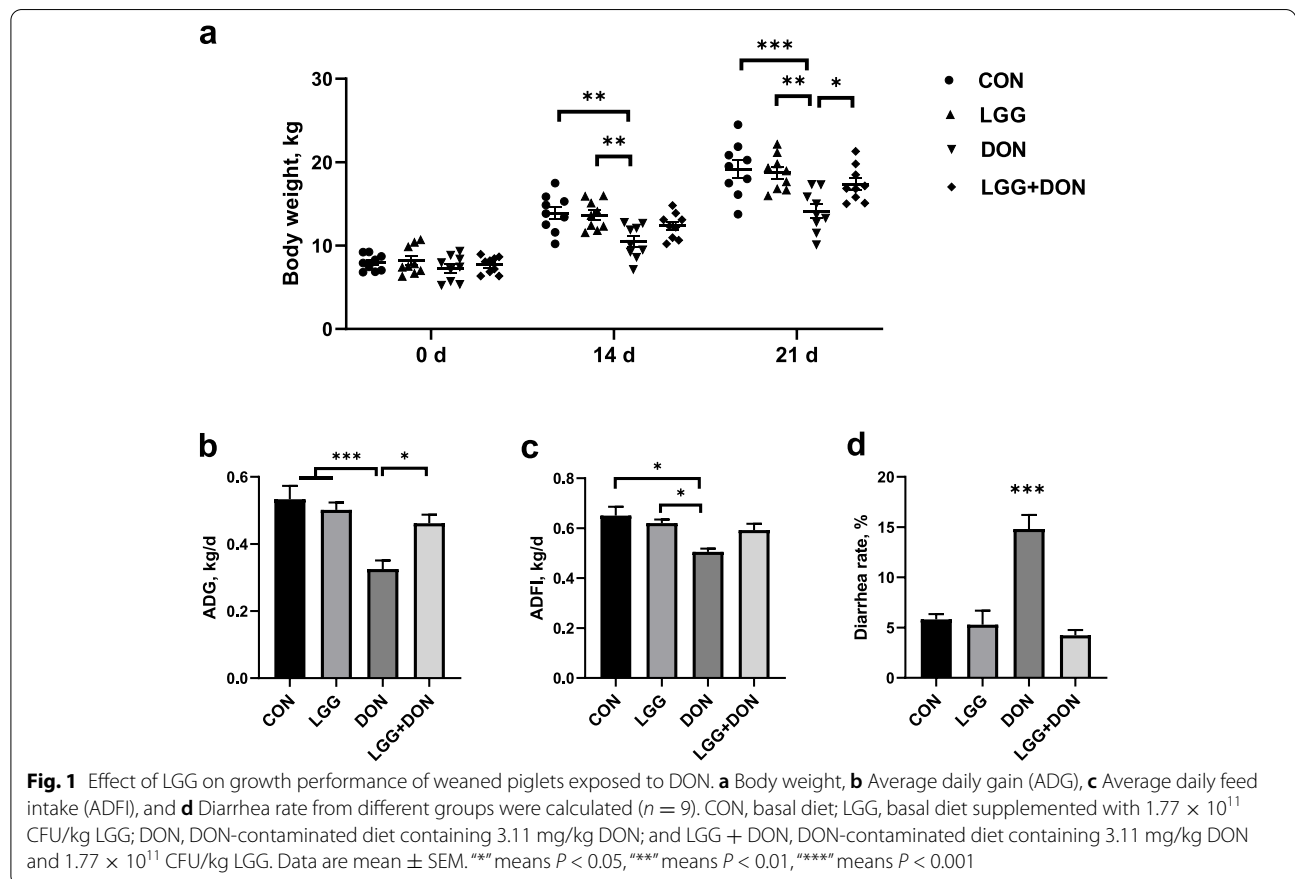 a
*** 
** *
**
**
30
20
10
0
Body weight, kg
0 d 14 d 21 d
CON
LGG
DON
LGG+DON
b
*** *
0.6
0.4
0.2
0.0
ADG, kg/d
CON LGG DON LGG+DON
c
*
*
0.8
0.6
0.4
0.2
0.0
ADFI, kg/d
CON LGG DON LGG+DON
d
***
20
15
10
5
0
Diarrhea rate, %
CON LGG DON LGG+DON
Fig. 1 Effect of LGG on growth performance of weaned piglets exposed to DON. a Body weight, b Average daily gain (ADG), c Average daily feed
intake (ADFI), and d Diarrhea rate from different groups were calculated (n = 9). CON, basal diet; LGG, basal diet supplemented with 1.77 × 10¹¹
CFU/kg LGG; DON, DON-contaminated diet containing 3.11 mg/kg DON; and LGG + DON, DON-contaminated diet containing 3.11 mg/kg DON
and 1.77 × 10¹¹ CFU/kg LGG. Data are mean ± SEM. “*” means P < 0.05, “**” means P < 0.01, “***” means P < 0.001